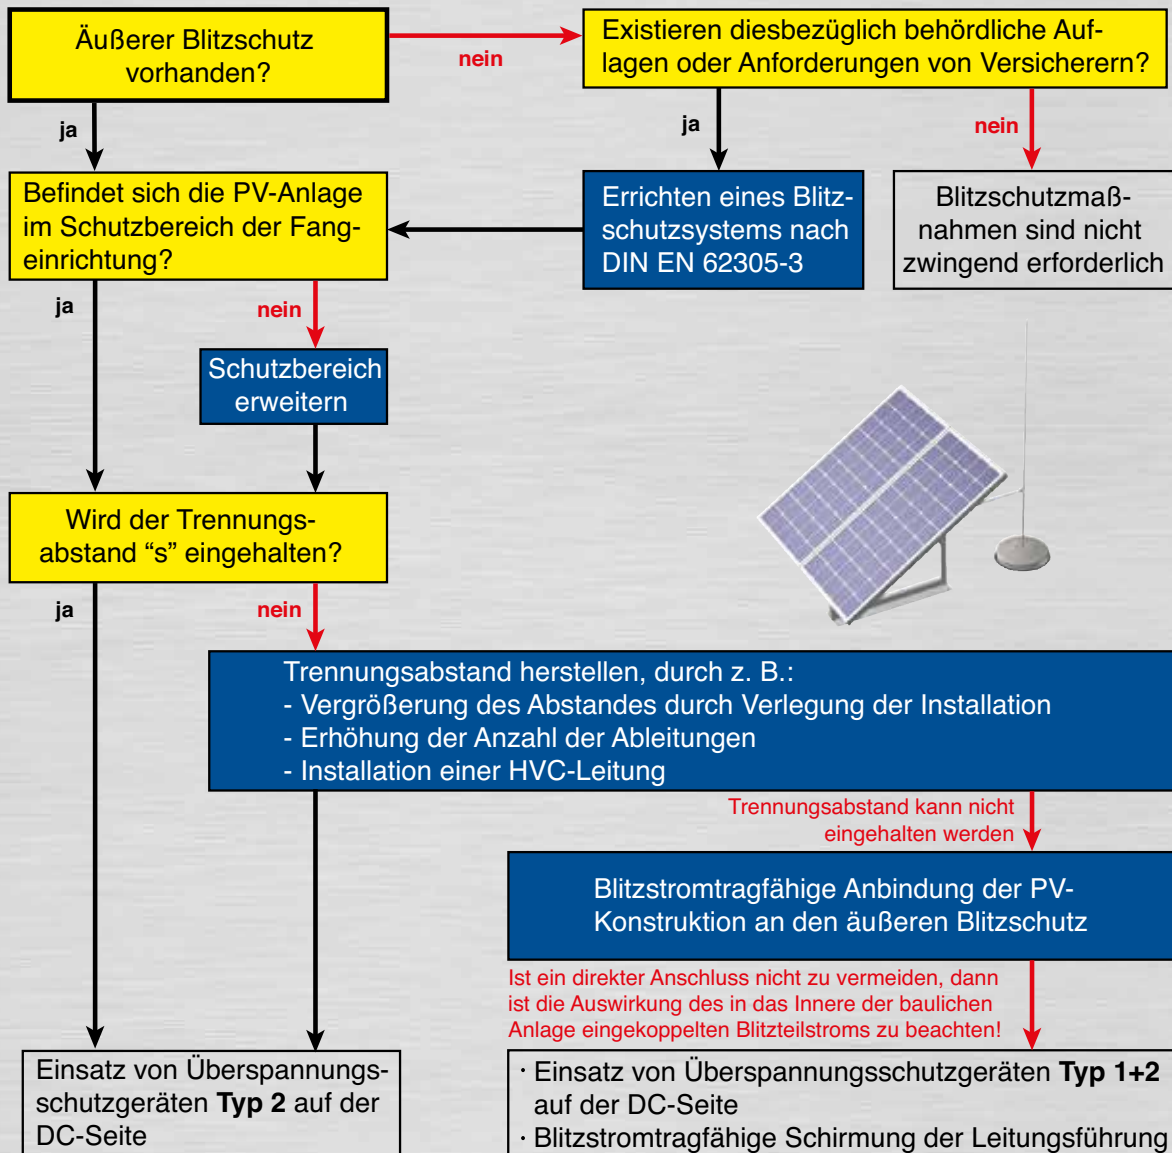 Äußerer Blitzschutz
vorhanden?
nein
Existieren diesbezüglich behördliche Auf-
lagen oder Anforderungen von Versicherern?
ja
ja
nein
Befindet sich die PV-Anlage
im Schutzbereich der Fang-
einrichtung?
Errichten eines Blitz-
schutzsystems nach
DIN EN 62305-3
Blitzschutzmaß-
nahmen sind nicht
zwingend erforderlich
ja
nein
Schutzbereich
erweitern
Wird der Trennungs-
abstand “s” eingehalten?
ja
nein
Trennungsabstand herstellen, durch z. B.:
- Vergrößerung des Abstandes durch Verlegung der Installation
- Erhöhung der Anzahl der Ableitungen
- Installation einer HVC-Leitung
Trennungsabstand kann nicht
eingehalten werden
Blitzstromtragfähige Anbindung der PV-
Konstruktion an den äußeren Blitzschutz
Ist ein direkter Anschluss nicht zu vermeiden, dann
ist die Auswirkung des in das Innere der baulichen
Anlage eingekoppelten Blitzteilstroms zu beachten!
Einsatz von Überspannungs-
schutzgeräten Typ 2 auf der
DC-Seite
· Einsatz von Überspannungsschutzgeräten Typ 1+2
auf der DC-Seite
· Blitzstromtragfähige Schirmung der Leitungsführung